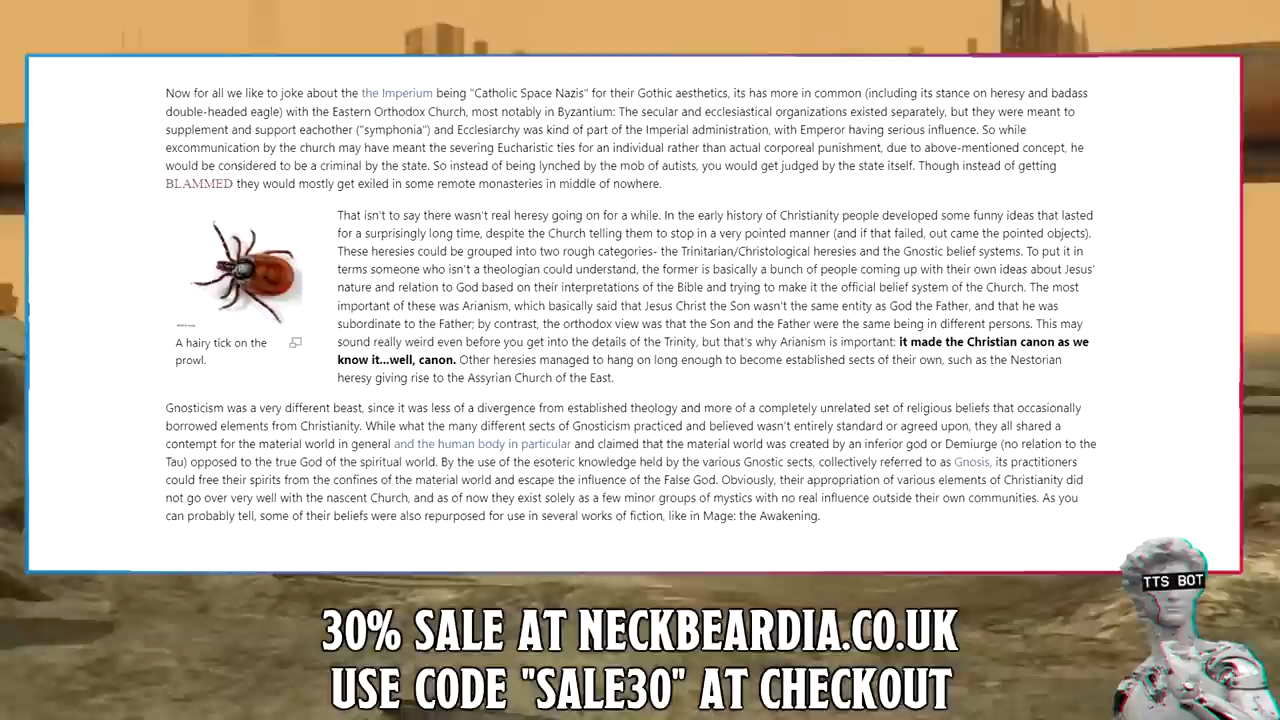 Now for all we like to joke about the the Imperium being "Catholic Space Nazis" for their Gothic aesthetics, its has more in common (including its stance on heresy and badass
double-headed eagle) with the Eastern Orthodox Church, most notably in Byzantium: The secular and ecclesiastical organizations existed separately, but they were meant to
supplement and support eachother ("symphonia") and Ecclesiarchy was kind of part of the Imperial administration, with Emperor having serious influence. So while
excommunication by the church may have meant the severing Eucharistic ties for an individual rather than actual corporeal punishment, due to above-mentioned concept, he
would be considered to be a criminal by the state. So instead of being lynched by the mob of autists, you would get judged by the state itself. Though instead of getting
BLAMMED they would mostly get exiled in some remote monasteries in middle of nowhere.
That isn't to say there wasn't real heresy going on for a while. In the early history of Christianity people developed some funny ideas that lasted
for a surprisingly long time, despite the Church telling them to stop in a very pointed manner (and if that failed, out came the pointed objects).
These heresies could be grouped into two rough categories- the Trinitarian/Christological heresies and the Gnostic belief systems. To put it in
terms someone who isn't a theologian could understand, the former is basically a bunch of people coming up with their own ideas about Jesus'
nature and relation to God based on their interpretations of the Bible and trying to make it the official belief system of the Church. The most
important of these was Arianism, which basically said that Jesus Christ the Son wasn't the same entity as God the Father, and that he was
subordinate to the Father; by contrast, the orthodox view was that the Son and the Father were the same being in different persons. This may
sound really weird even before you get into the details of the Trinity, but that's why Arianism is important: it made the Christian canon as we
know it...well, canon. Other heresies managed to hang on long enough to become established sects of their own, such as the Nestorian
heresy giving rise to the Assyrian Church of the East.
A hairy tick on the
prowl.
Gnosticism was a very different beast, since it was less of a divergence from established theology and more of a completely unrelated set of religious beliefs that occasionally
borrowed elements from Christianity. While what the many different sects of Gnosticism practiced and believed wasn't entirely standard or agreed upon, they all shared a
contempt for the material world in general and the human body in particular and claimed that the material world was created by an inferior god or Demiurge (no relation to the
Tau) opposed to the true God of the spiritual world. By the use of the esoteric knowledge held by the various Gnostic sects, collectively referred to as Gnosis, its practitioners
could free their spirits from the confines of the material world and escape the influence of the False God. Obviously, their appropriation of various elements of Christianity did
not go over very well with the nascent Church, and as of now they exist solely as a few minor groups of mystics with no real influence outside their own communities. As you
can probably tell, some of their beliefs were also repurposed for use in several works of fiction, like in Mage: the Awakening.
TTS BOT
30% SALE AT NECKBEARDIA.CO.UK
USE CODE "SALE30" AT CHECKOUT